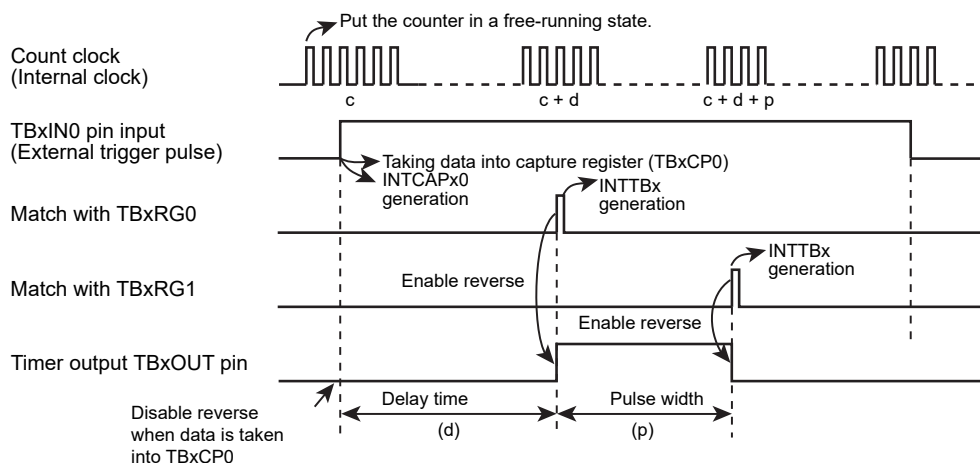 Put the counter in a free-running state.
Count clock
(Internal clock)
c
c + d
c + d + p
TBxIN0 pin input
(External trigger pulse)
Taking data into capture register (TBxCP0)
INTCAPx0
generation
INTTBx
generation
Match with TBxRG0
INTTBx
generation
Enable reverse
Match with TBxRG1
Enable reverse
Timer output TBxOUT pin
Disable reverse
when data is taken
into TBxCP0
Delay time
(d)
Pulse width
(p)